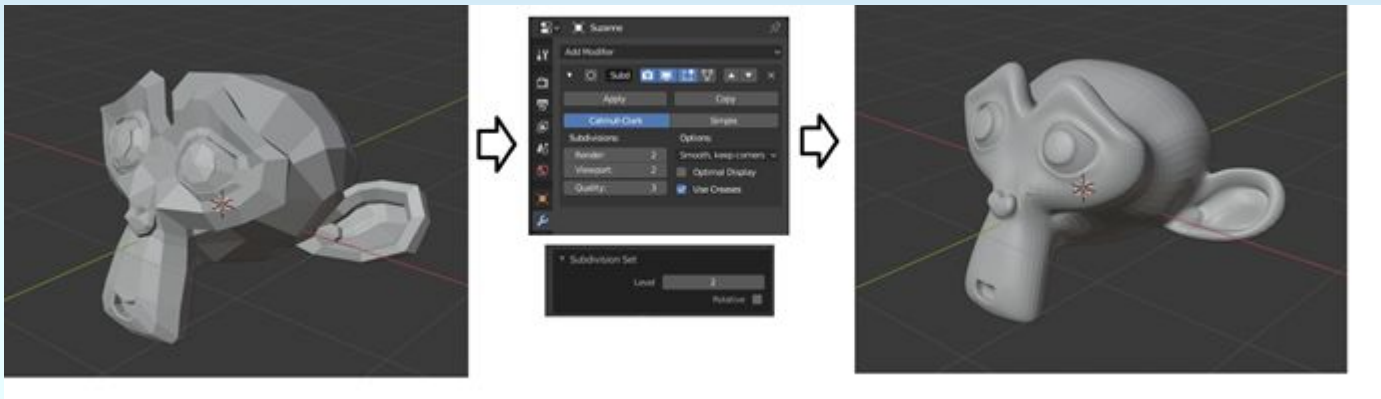 Suzanne
Add Modifier
Subd
Apply Copy
Catmull-Clark Simple
Subdivisions: Options:
Render: 2 Smooth, keep corners
Viewport: 2 Optimal Display
Quality: 3 Use Creases
Subdivision Set
Level 2
Relative